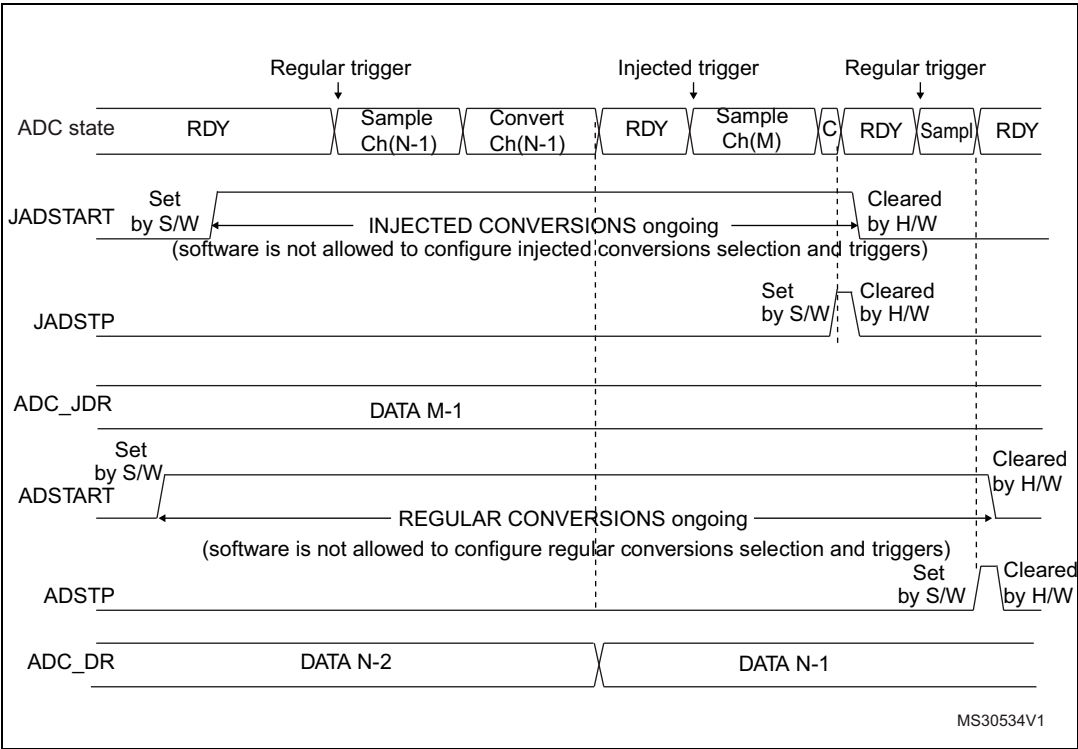 Regular trigger
Injected trigger
Regular trigger
ADC state
RDY
Sample
Ch(N-1)
Convert
Ch(N-1)
RDY
Sample
Ch(M)
C
RDY
Sampl
RDY
JADSTART
Set
by S/W
INJECTED CONVERSIONS ongoing
Cleared
by H/W
(software is not allowed to configure injected conversions selection and triggers)
JADSTP
Set
by S/W
Cleared
by H/W
ADC_JDR
DATA M-1
ADSTART
Set
by S/W
REGULAR CONVERSIONS ongoing
Cleared
by H/W
(software is not allowed to configure regular conversions selection and triggers)
ADSTP
Set
by S/W
Cleared
by H/W
ADC_DR
DATA N-2
DATA N-1
MS30534V1